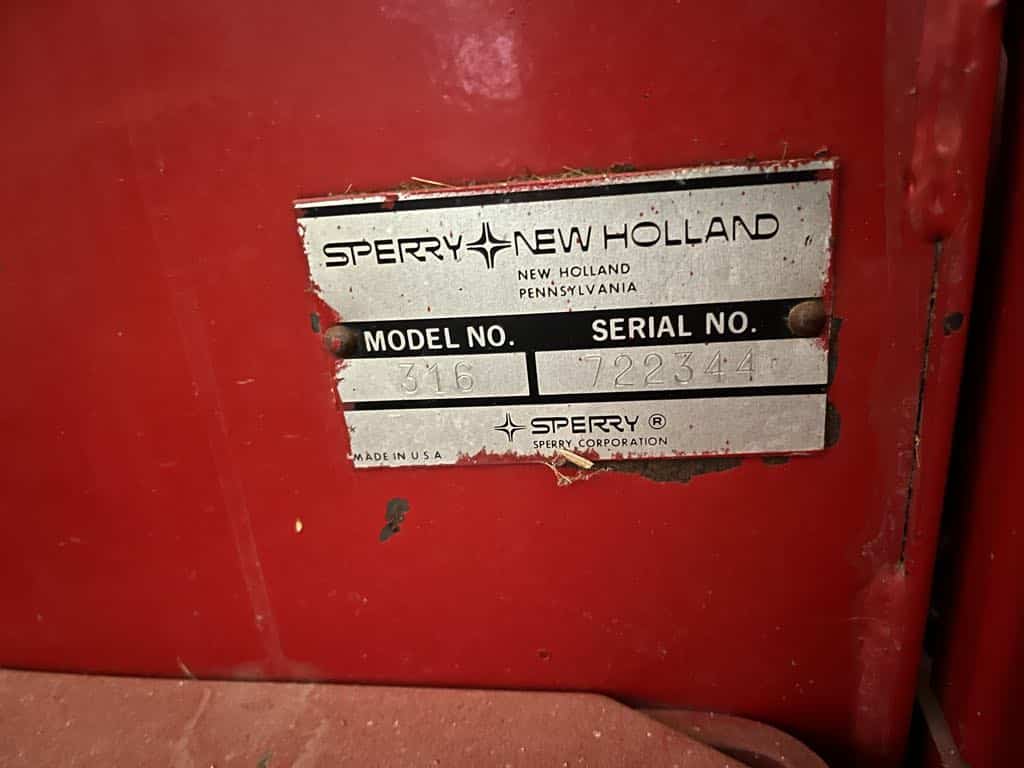 SPERRY NEW HOLLAND
NEW HOLLAND
PENNSYLVANIA
MODEL NO. SERIAL NO.
316 722344
SPERRY ®
SPERRY CORPORATION
MADE IN U S A